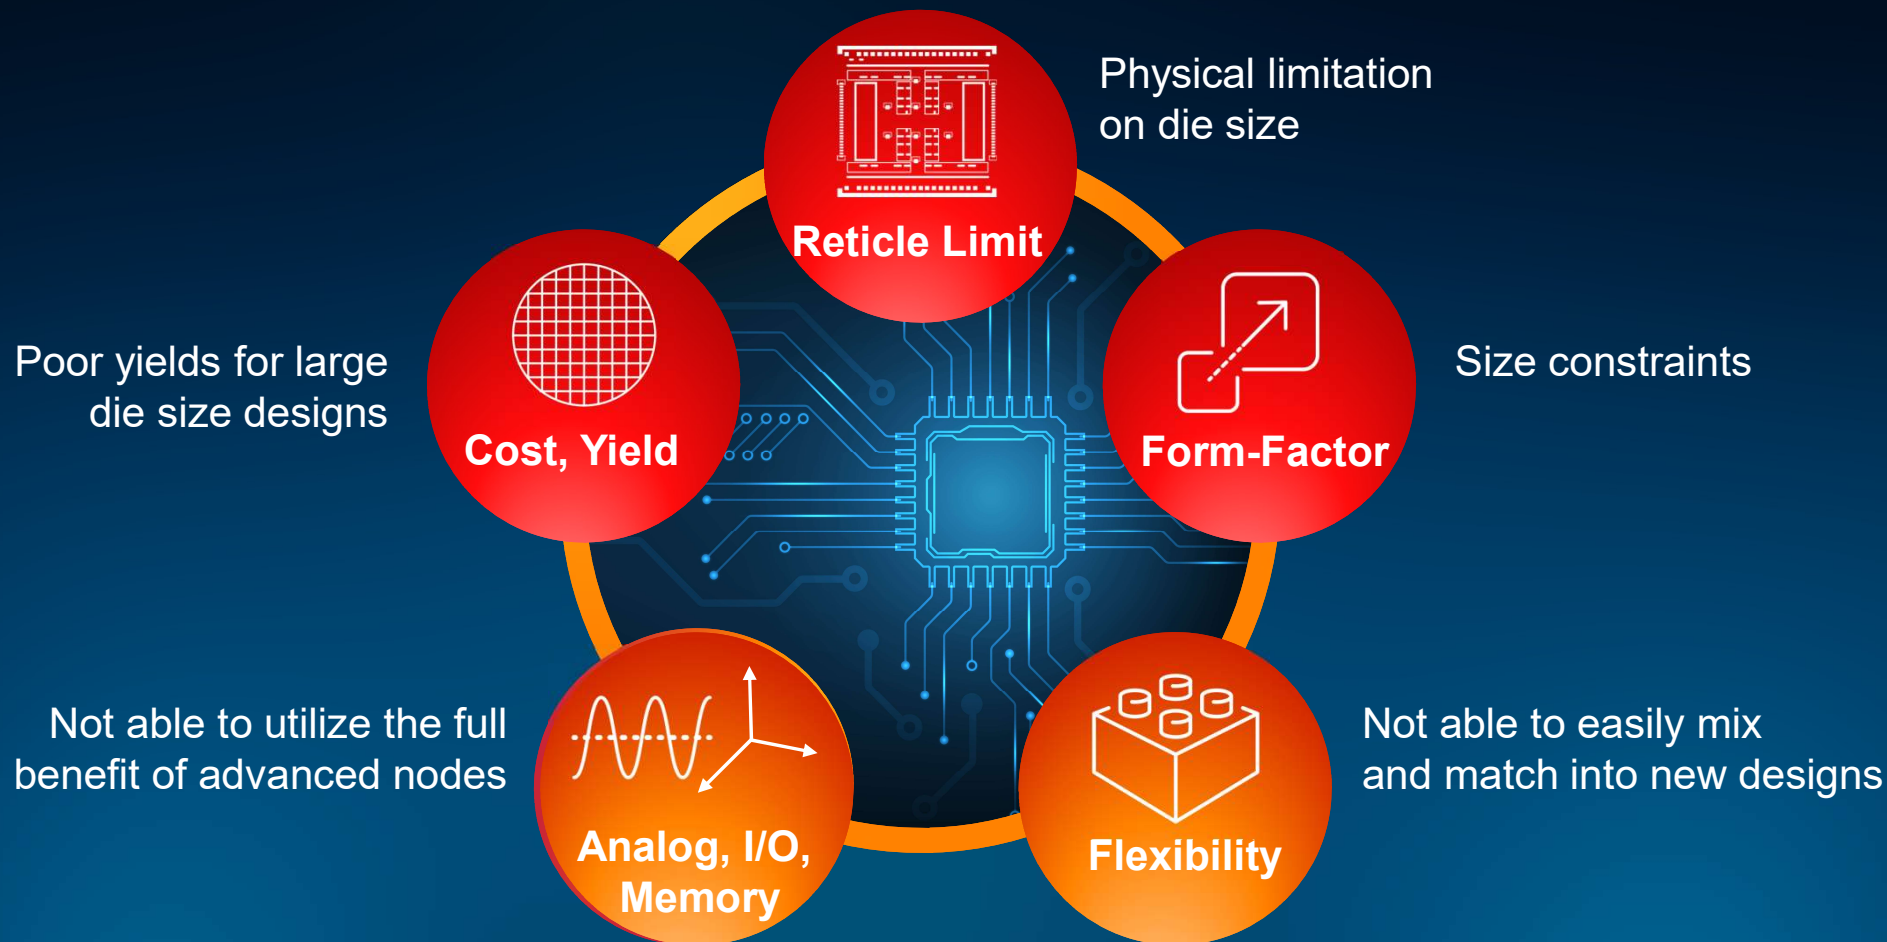 Reticle Limit
Physical limitation
on die size
Form-Factor
Size constraints
Flexibility
Not able to easily mix
and match into new designs
Analog, I/O,
Memory
Not able to utilize the full
benefit of advanced nodes
Cost, Yield
Poor yields for large
die size designs